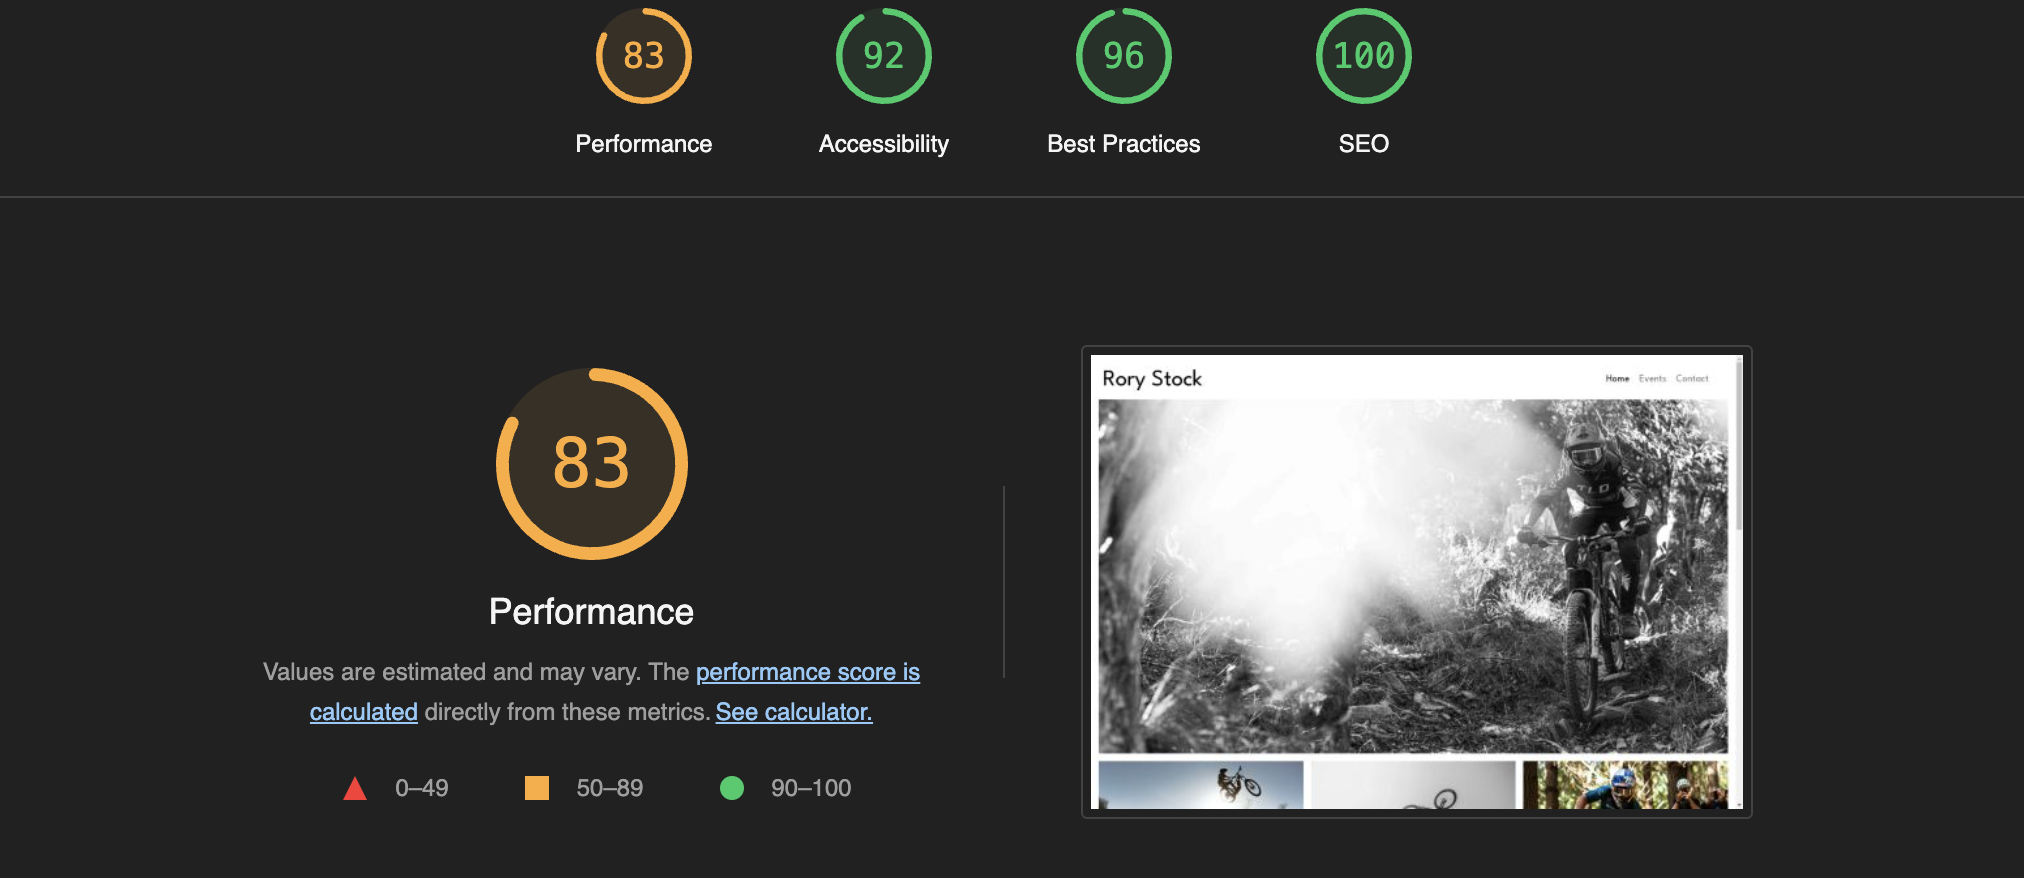 83
92
96
100
Performance
Accessibility
Best Practices
SEO
83
Performance
Values are estimated and may vary. The performance score is
calculated directly from these metrics. See calculator.
0–49
50–89
90–100
Rory Stock
Home Events Contact
TLD